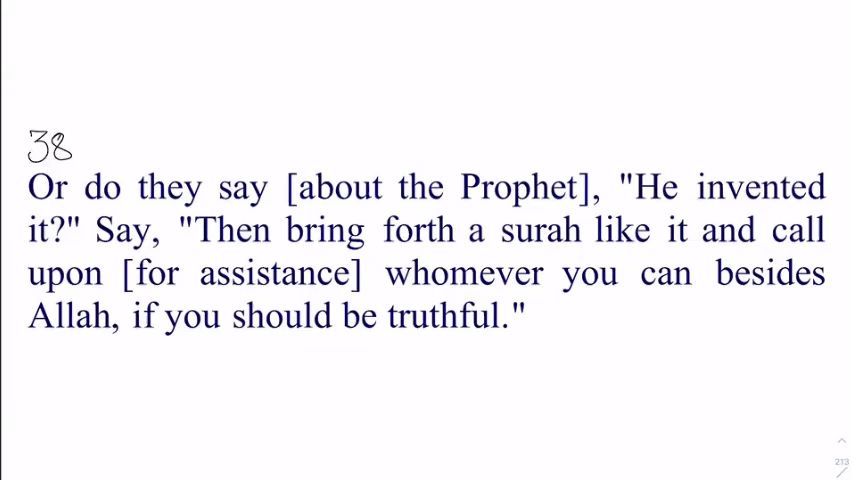 38
Or do they say [about the Prophet], "He invented
it?" Say, "Then bring forth a surah like it and call
upon [for assistance] whomever you can besides
Allah, if you should be truthful."
213